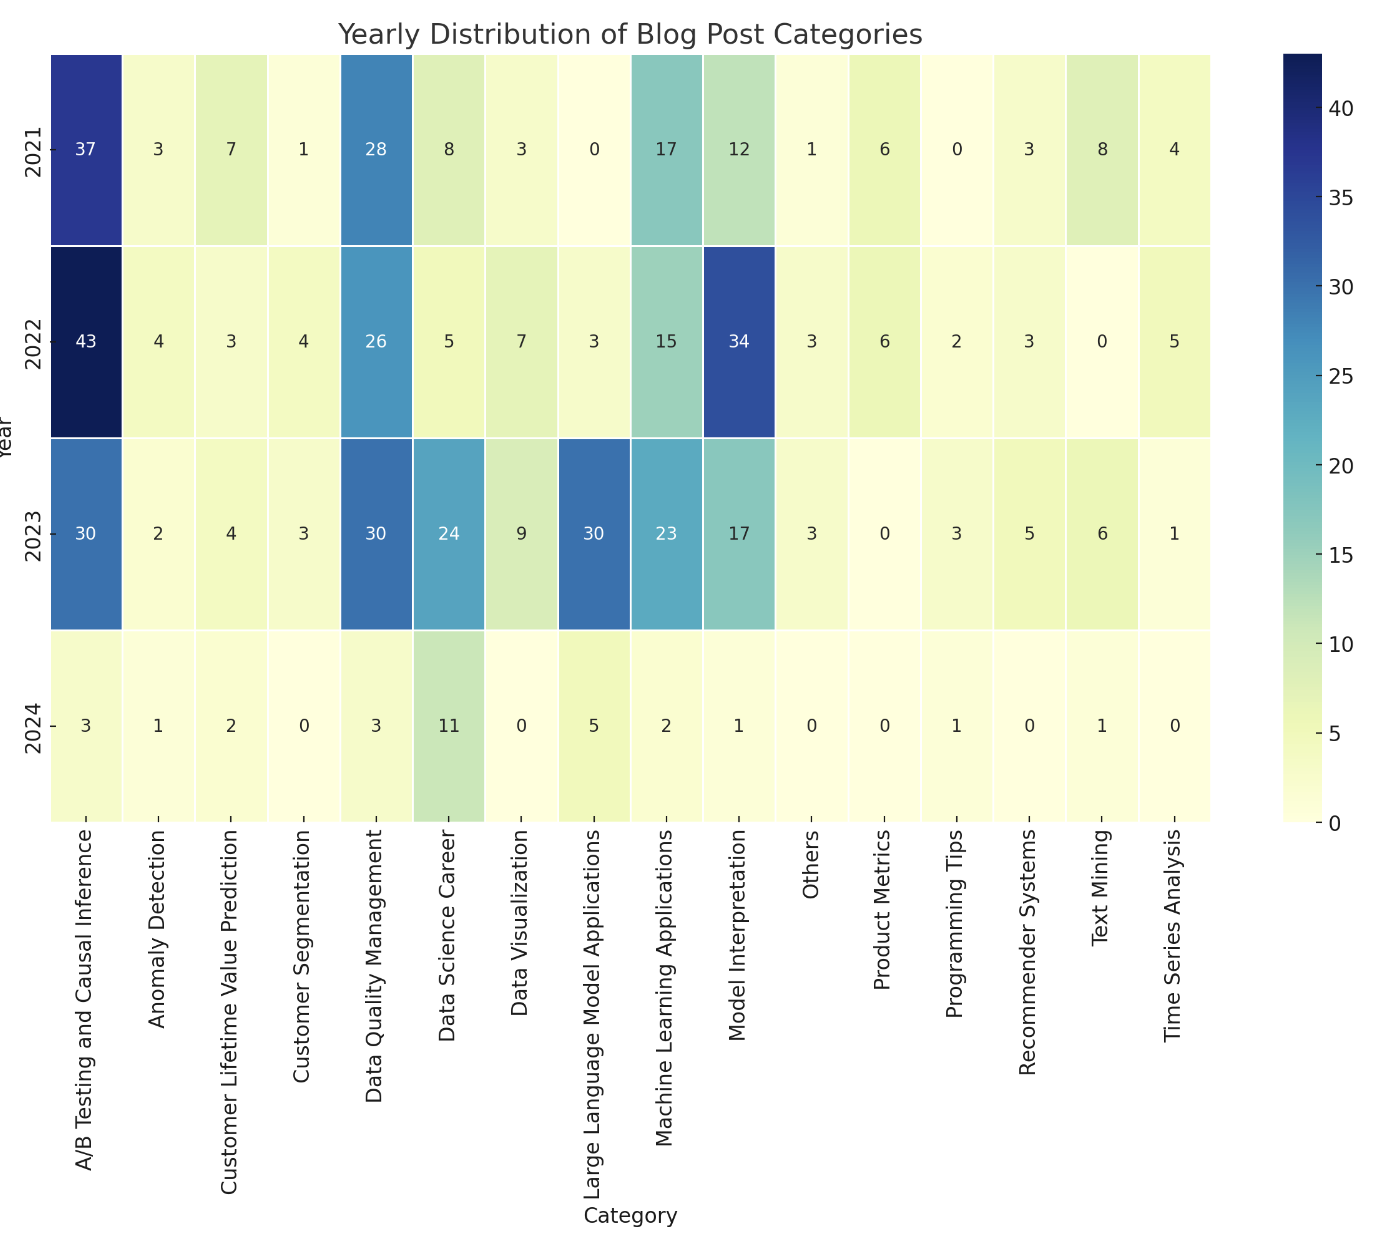 Yearly Distribution of Blog Post Categories
2021 37 3 7 1 28 8 3 0 17 12 1 6 0 3 8 4
2022 43 4 3 4 26 5 7 3 15 34 3 6 2 3 0 5
2023 30 2 4 3 30 24 9 30 23 17 3 0 3 5 6 1
2024 3 1 2 0 3 11 0 5 2 1 0 0 1 0 1 0
Year
A/B Testing and Causal Inference
Anomaly Detection
Customer Lifetime Value Prediction
Customer Segmentation
Data Quality Management
Data Science Career
Data Visualization
Large Language Model Applications
Machine Learning Applications
Model Interpretation
Others
Product Metrics
Programming Tips
Recommender Systems
Text Mining
Time Series Analysis
Category
40
35
30
25
20
15
10
5
0